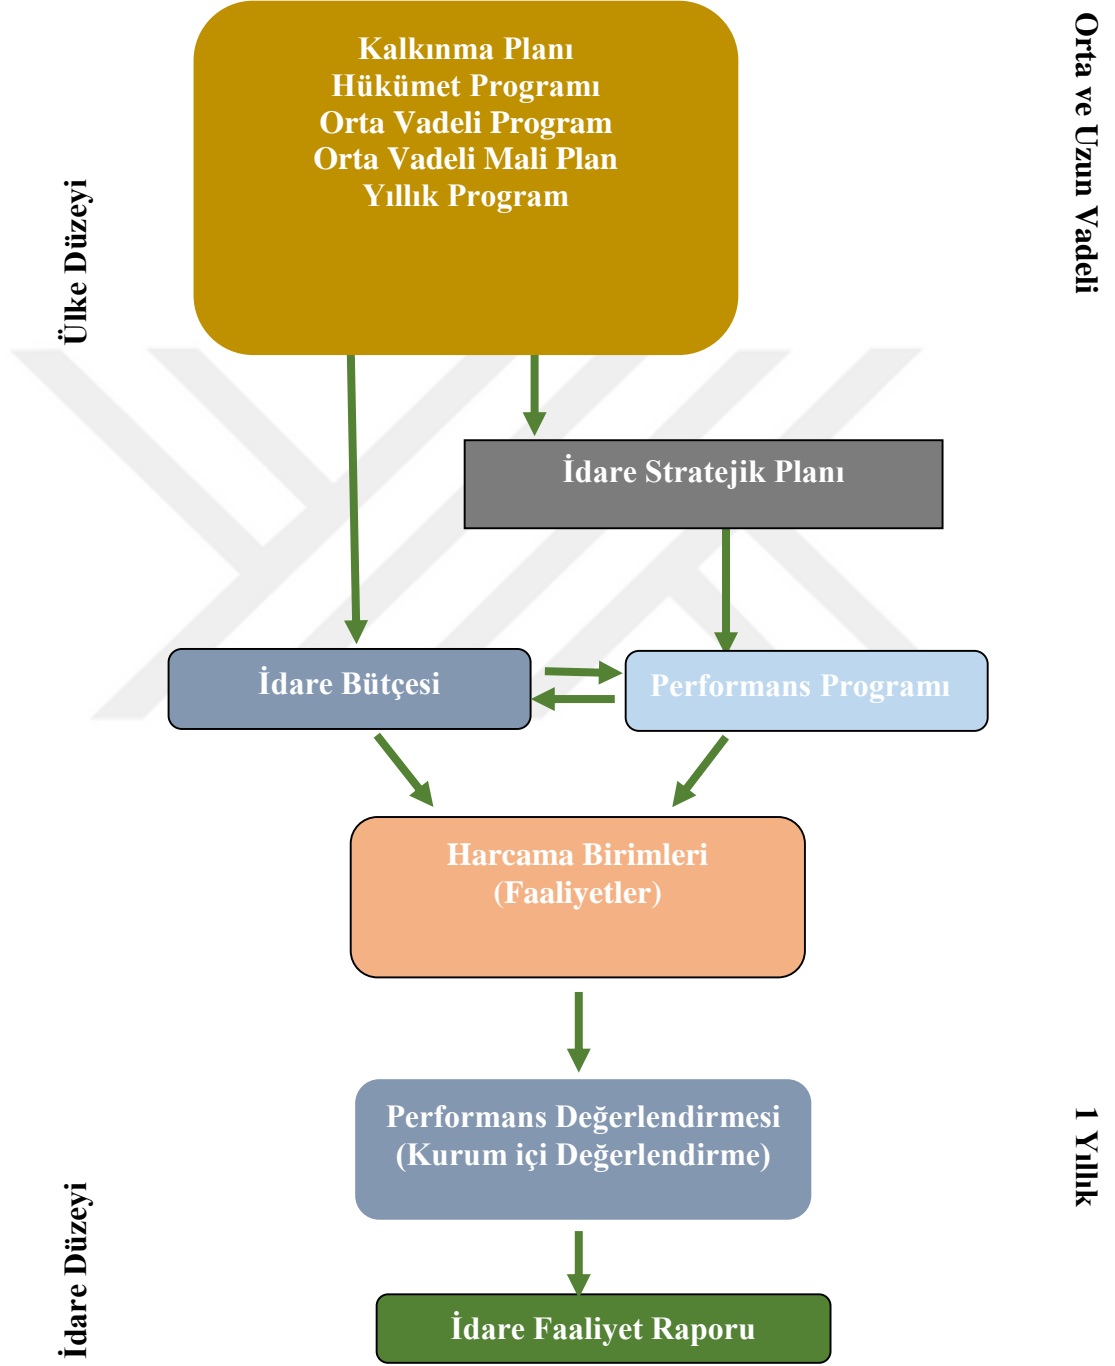 Kalkınma Planı
Hükümet Programı
Orta Vadeli Program
Orta Vadeli Mali Plan
Yıllık Program
Orta ve Uzun Vadeli
Ülke Düzeyi
İdare Stratejik Planı
İdare Bütçesi
Performans Programı
Harcama Birimleri
(Faaliyetler)
Performans Değerlendirmesi
(Kurum içi Değerlendirme)
1 Yıllık
İdare Düzeyi
İdare Faaliyet Raporu